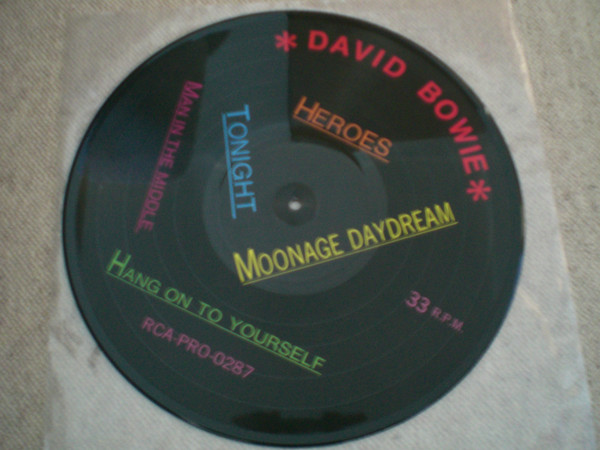 *DAVID BOWIE*
HEROES
TONIGHT
MAN IN THE MIDDLE
MOONAGE DAYDREAM
HANG ON TO YOURSELF
33 R.P.M.
RCA-PRO-0287